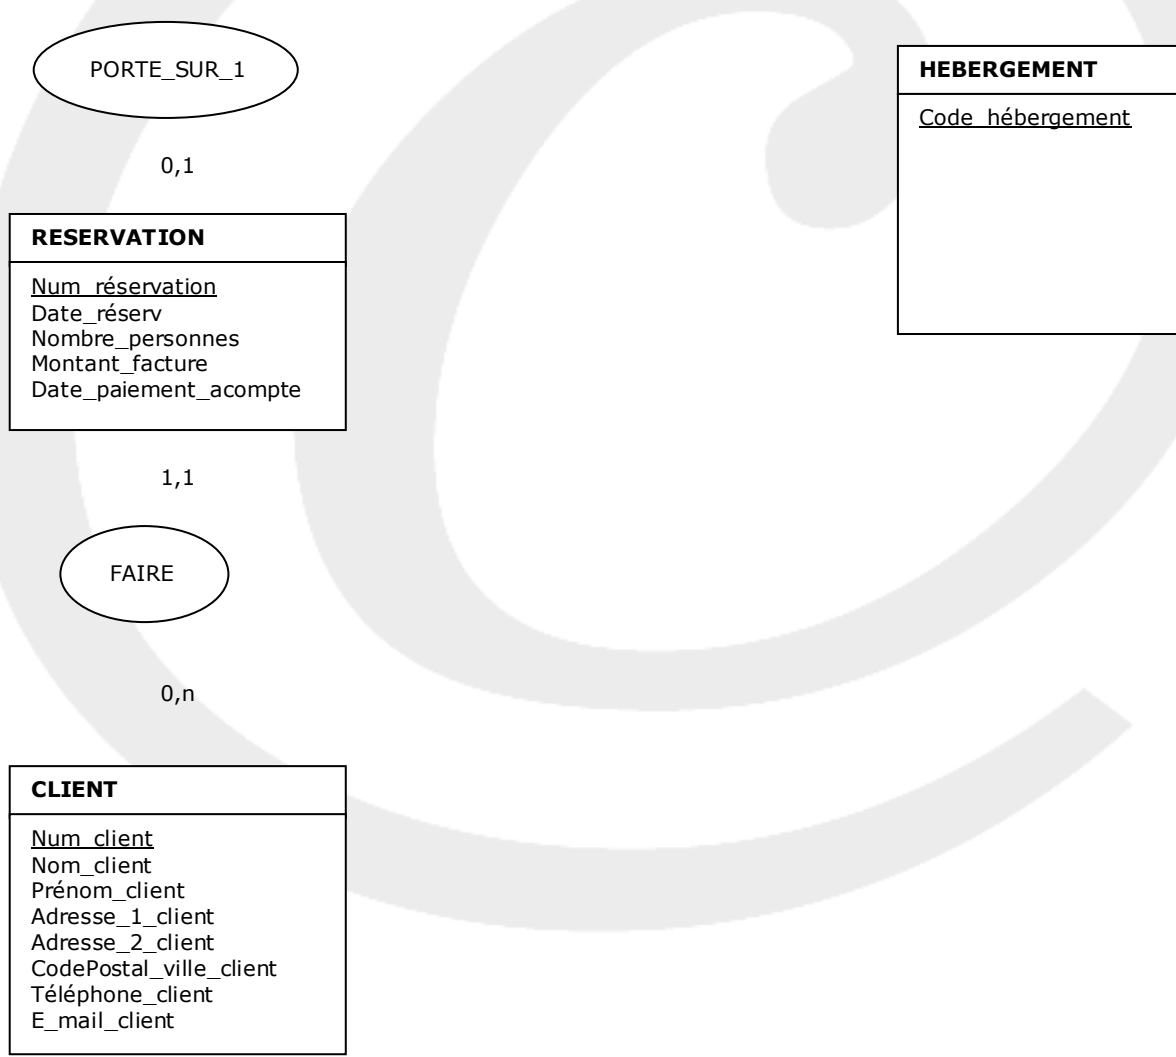 PORTE_SUR_1
0,1
RESERVATION
Num_réservation
Date_réserv
Nombre_personnes
Montant_facture
Date_paiement_acompte
1,1
FAIRE
0,n
CLIENT
Num_client
Nom_client
Prénom_client
Adresse_1_client
Adresse_2_client
CodePostal_ville_client
Téléphone_client
E_mail_client
HEBERGEMENT
Code_hébergement